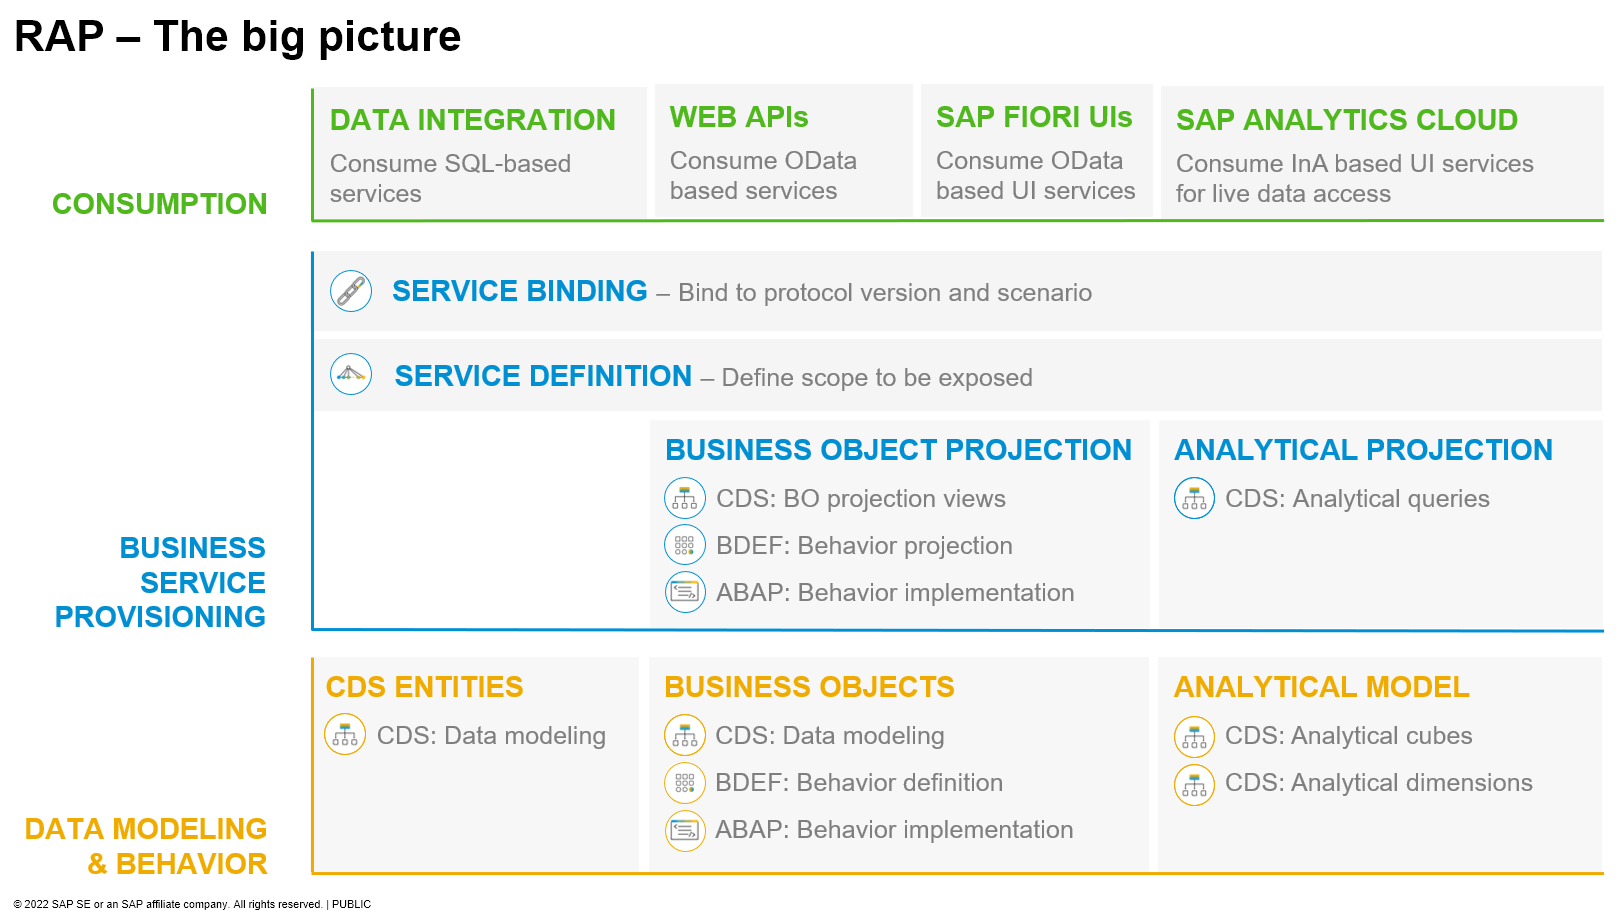 RAP – The big picture
CONSUMPTION
DATA INTEGRATION
Consume SQL-based
services
WEB APIs
Consume OData
based services
SAP FIORI UIs
Consume OData
based UI services
SAP ANALYTICS CLOUD
Consume InA based UI services
for live data access
BUSINESS
SERVICE
PROVISIONING
SERVICE BINDING – Bind to protocol version and scenario
SERVICE DEFINITION – Define scope to be exposed
BUSINESS OBJECT PROJECTION
CDS: BO projection views
BDEF: Behavior projection
ABAP: Behavior implementation
ANALYTICAL PROJECTION
CDS: Analytical queries
DATA MODELING
& BEHAVIOR
CDS ENTITIES
CDS: Data modeling
BUSINESS OBJECTS
CDS: Data modeling
BDEF: Behavior definition
ABAP: Behavior implementation
ANALYTICAL MODEL
CDS: Analytical cubes
CDS: Analytical dimensions
© 2022 SAP SE or an SAP affiliate company. All rights reserved. | PUBLIC